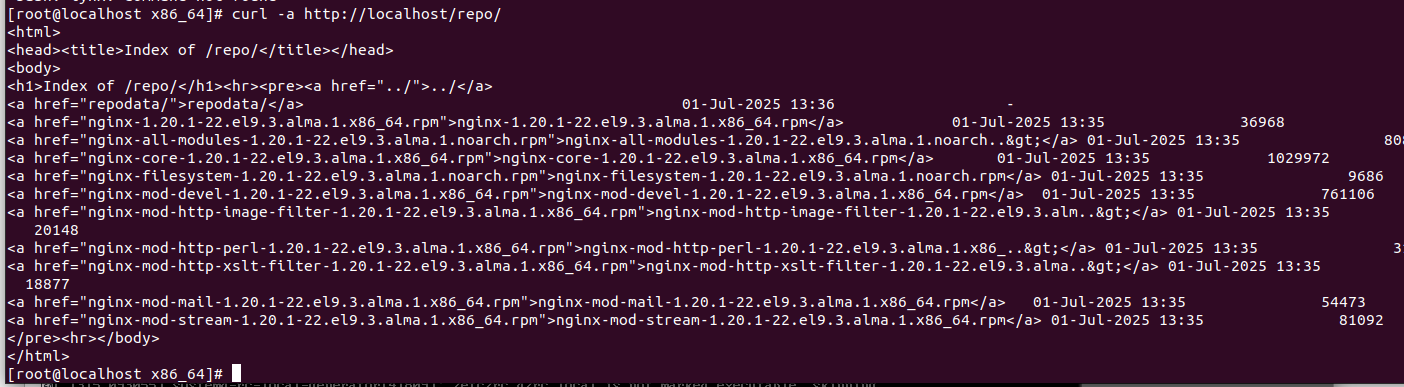 [root@localhost x86_64]# curl -a http://localhost/repo/
<html>
<head><title>Index of /repo/</title></head>
<body>
<h1>Index of /repo/</h1><hr><pre><a href="../">../</a>
<a href="repodata/">repodata/</a>                                          01-Jul-2025 13:36                   -
<a href="nginx-1.20.1-22.el9.3.alma.1.x86_64.rpm">nginx-1.20.1-22.el9.3.alma.1.x86_64.rpm</a>            01-Jul-2025 13:35               36968
<a href="nginx-all-modules-1.20.1-22.el9.3.alma.1.noarch.rpm">nginx-all-modules-1.20.1-22.el9.3.alma.1.noarch..&gt;</a> 01-Jul-2025 13:35
<a href="nginx-core-1.20.1-22.el9.3.alma.1.x86_64.rpm">nginx-core-1.20.1-22.el9.3.alma.1.x86_64.rpm</a>       01-Jul-2025 13:35             1029972
<a href="nginx-filesystem-1.20.1-22.el9.3.alma.1.noarch.rpm">nginx-filesystem-1.20.1-22.el9.3.alma.1.noarch.rpm</a> 01-Jul-2025 13:35                9686
<a href="nginx-mod-devel-1.20.1-22.el9.3.alma.1.x86_64.rpm">nginx-mod-devel-1.20.1-22.el9.3.alma.1.x86_64.rpm</a>  01-Jul-2025 13:35              761106
<a href="nginx-mod-http-image-filter-1.20.1-22.el9.3.alma.1.x86_64.rpm">nginx-mod-http-image-filter-1.20.1-22.el9.3.alm..&gt;</a> 01-Jul-2025 13:35
   20148
<a href="nginx-mod-http-perl-1.20.1-22.el9.3.alma.1.x86_64.rpm">nginx-mod-http-perl-1.20.1-22.el9.3.alma.1.x86_..&gt;</a> 01-Jul-2025 13:35
<a href="nginx-mod-http-xslt-filter-1.20.1-22.el9.3.alma.1.x86_64.rpm">nginx-mod-http-xslt-filter-1.20.1-22.el9.3.alma..&gt;</a> 01-Jul-2025 13:35
  18877
<a href="nginx-mod-mail-1.20.1-22.el9.3.alma.1.x86_64.rpm">nginx-mod-mail-1.20.1-22.el9.3.alma.1.x86_64.rpm</a>   01-Jul-2025 13:35               54473
<a href="nginx-mod-stream-1.20.1-22.el9.3.alma.1.x86_64.rpm">nginx-mod-stream-1.20.1-22.el9.3.alma.1.x86_64.rpm</a> 01-Jul-2025 13:35               81092
</pre><hr></body>
</html>
[root@localhost x86_64]#